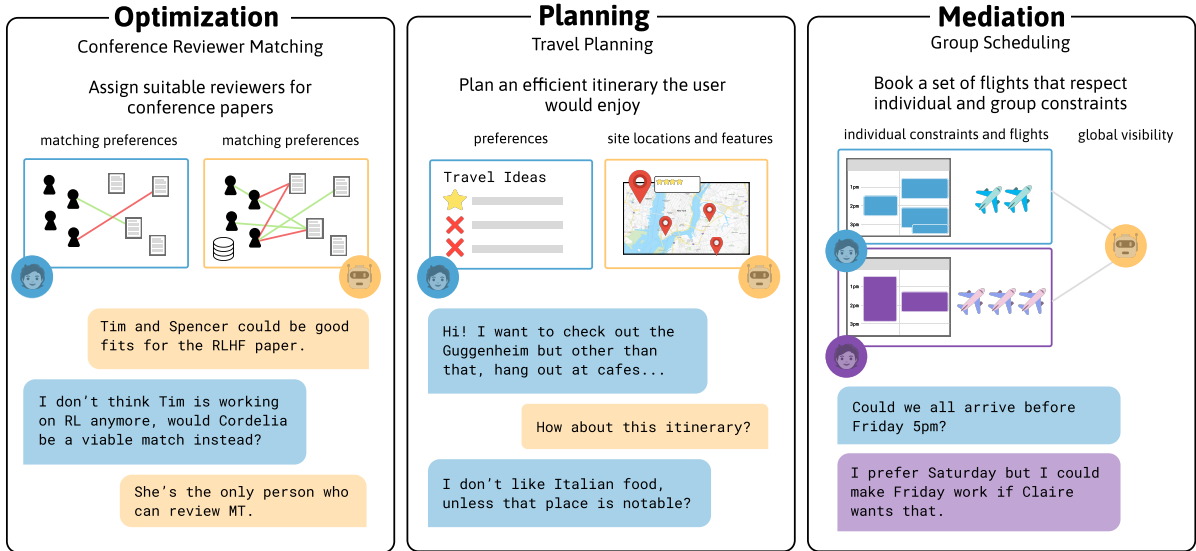 Optimization
Conference Reviewer Matching
Assign suitable reviewers for
conference papers
matching preferences
matching preferences
Tim and Spencer could be good
fits for the RLHF paper.
I don't think Tim is working
on RL anymore, would Cordelia
be a viable match instead?
She's the only person who
can review MT.
Planning
Travel Planning
Plan an efficient itinerary the user
would enjoy
preferences
site locations and features
Travel Ideas
Hi! I want to check out the
Guggenheim but other than
that, hang out at cafes...
How about this itinerary?
I don't like Italian food,
unless that place is notable?
Mediation
Group Scheduling
Book a set of flights that respect
individual and group constraints
individual constraints and flights
global visibility
1pm
2pm
3pm
1pm
2pm
3pm
Could we all arrive before
Friday 5pm?
I prefer Saturday but I could
make Friday work if Claire
wants that.